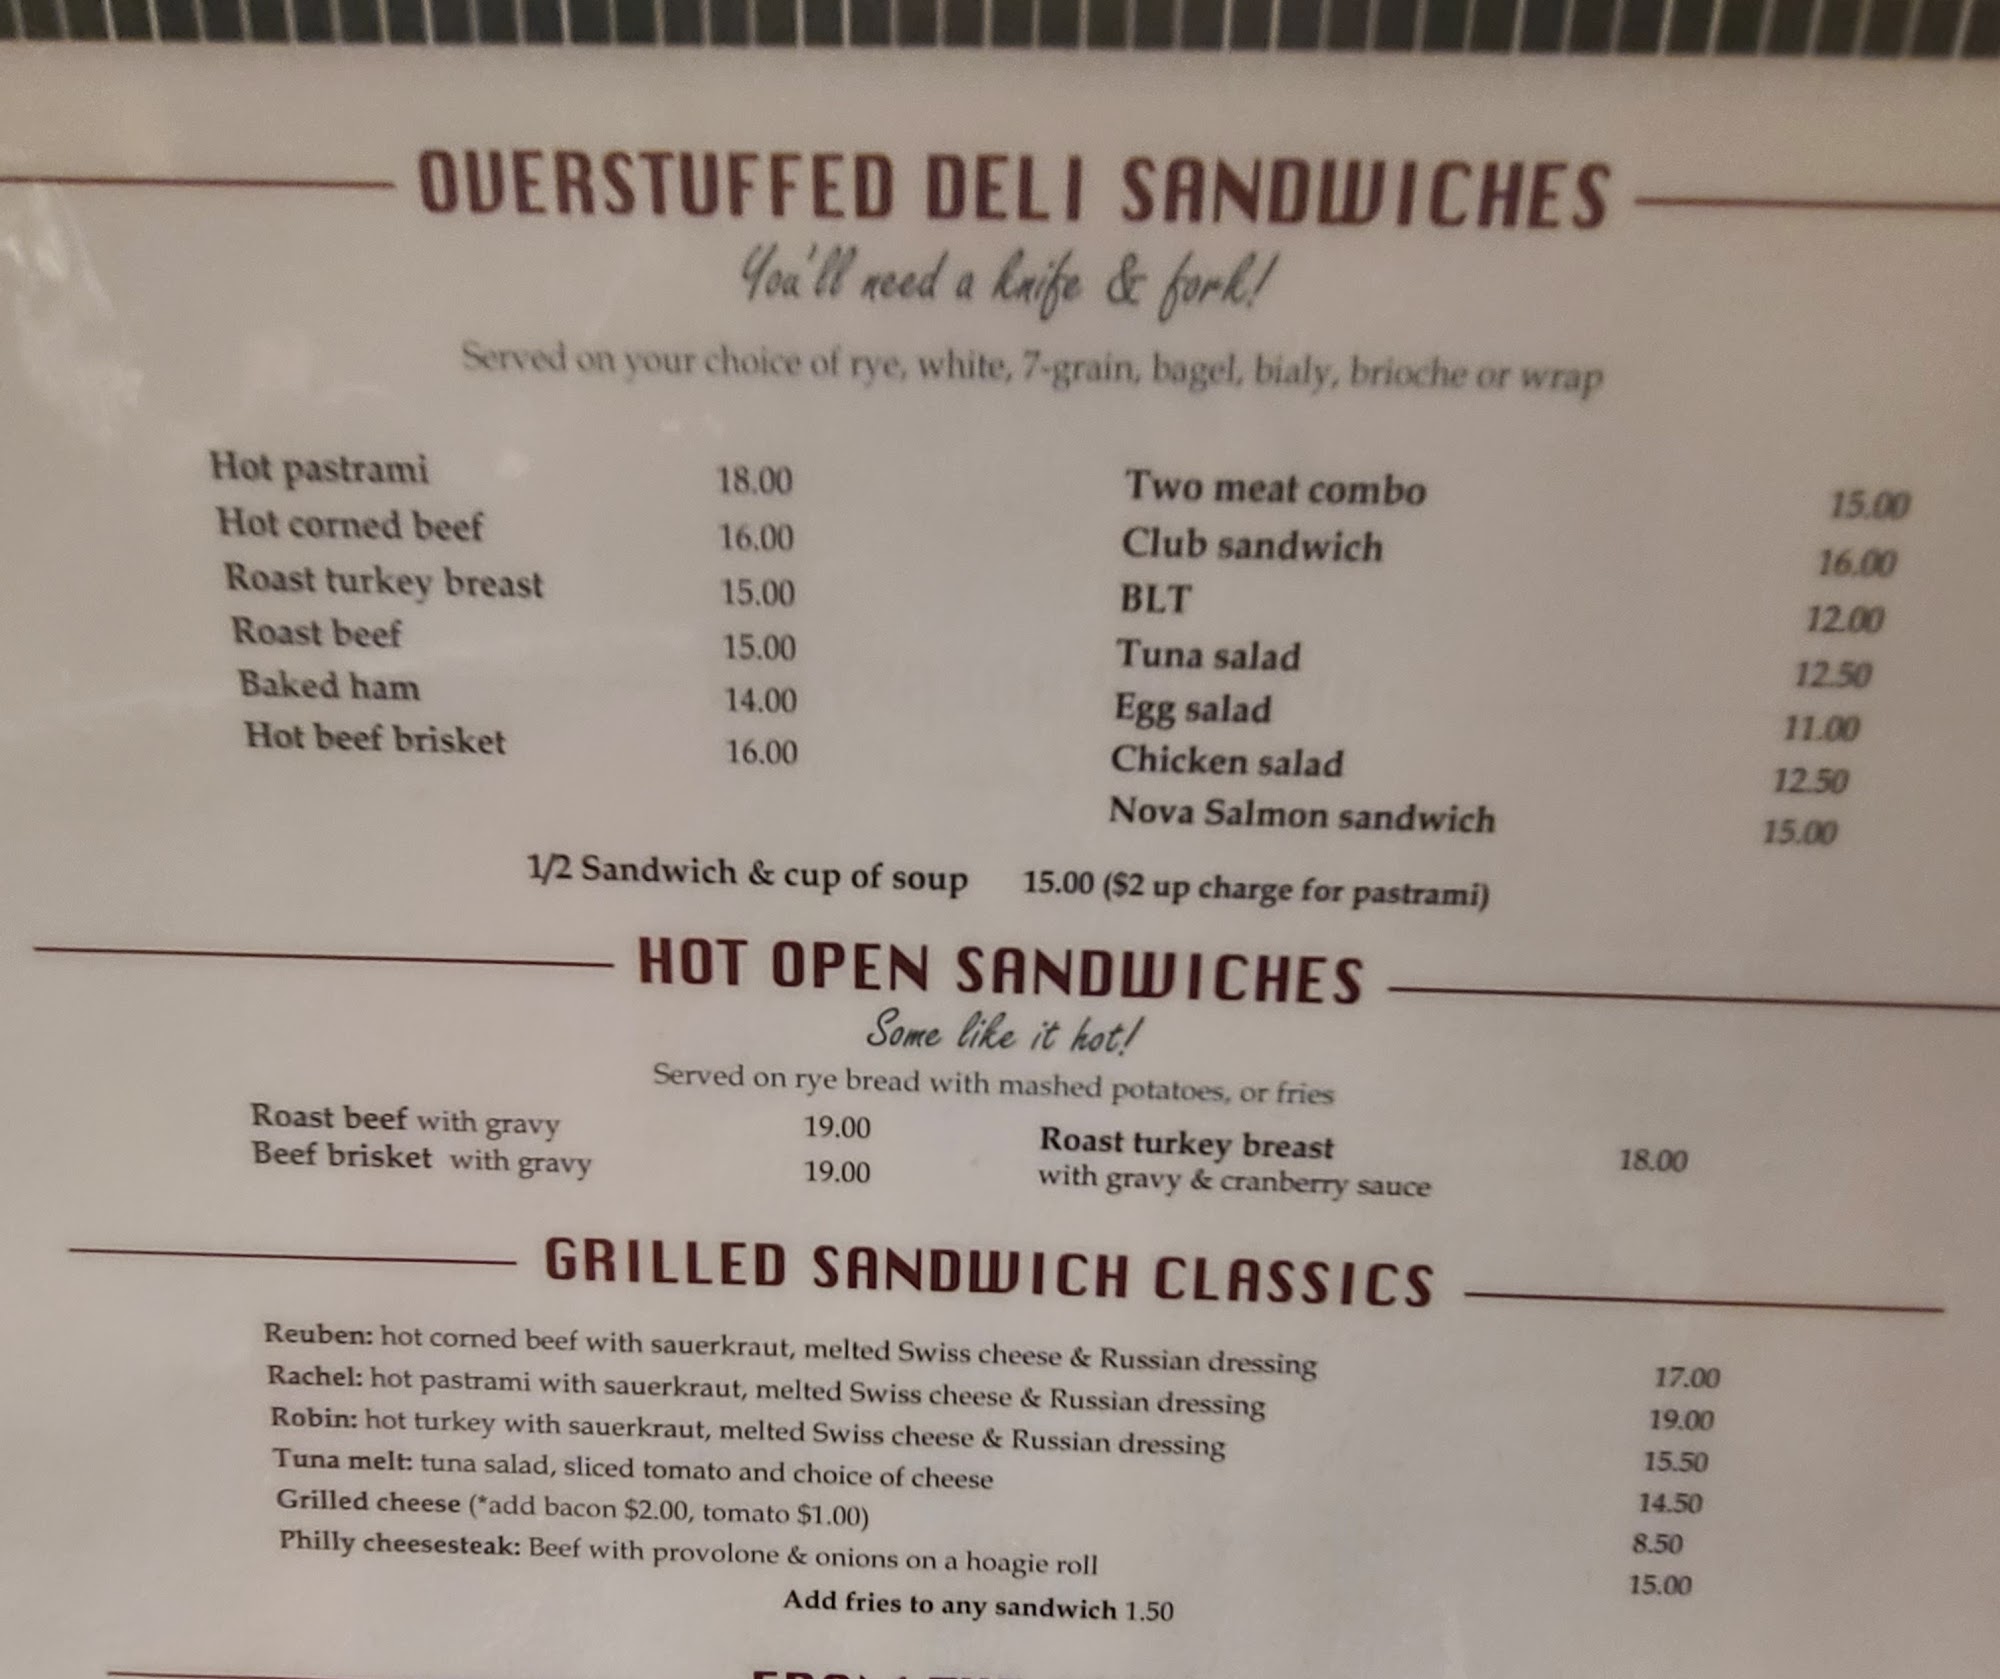 OVERSTUFFED DELI SANDWICHES
You'll need a knife & fork!
Served on your choice of rye, white, 7-grain, bagel, bialy, brioche or wrap
Hot pastrami 18.00
Hot corned beef 16.00
Roast turkey breast 15.00
Roast beef 15.00
Baked ham 14.00
Hot beef brisket 16.00
Two meat combo 15.00
Club sandwich 16.00
BLT 12.00
Tuna salad 12.50
Egg salad 11.00
Chicken salad 12.50
Nova Salmon sandwich 15.00
1/2 Sandwich & cup of soup 15.00 ($2 up charge for pastrami)
HOT OPEN SANDWICHES
Some like it hot!
Served on rye bread with mashed potatoes, or fries
Roast beef with gravy 19.00
Beef brisket with gravy 19.00
Roast turkey breast 18.00
with gravy & cranberry sauce
GRILLED SANDWICH CLASSICS
Reuben: hot corned beef with sauerkraut, melted Swiss cheese & Russian dressing 17.00
Rachel: hot pastrami with sauerkraut, melted Swiss cheese & Russian dressing 19.00
Robin: hot turkey with sauerkraut, melted Swiss cheese & Russian dressing 15.50
Tuna melt: tuna salad, sliced tomato and choice of cheese 14.50
Grilled cheese (*add bacon $2.00, tomato $1.00) 8.50
Philly cheesesteak: Beef with provolone & onions on a hoagie roll 15.00
Add fries to any sandwich 1.50